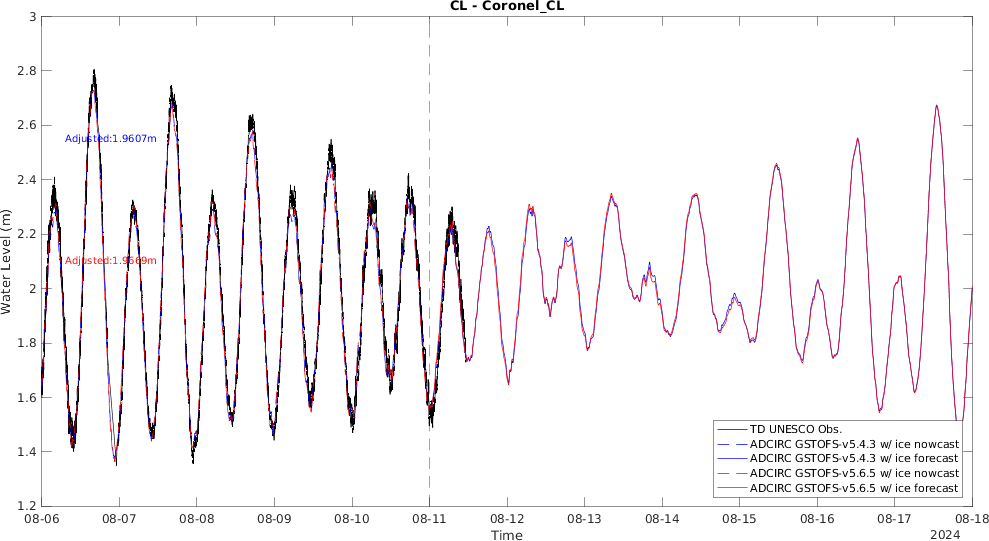 CL - Coronel_CL
3
2.8
2.6
2.4
2.2
2
1.8
1.6
1.4
1.2
Water Level (m)
Adjusted:1.9607m
Adjusted:1.9569m
TD UNESCO Obs.
ADCIRC GSTOFS-v5.4.3 w/ ice nowcast
ADCIRC GSTOFS-v5.4.3 w/ ice forecast
ADCIRC GSTOFS-v5.6.5 w/ ice nowcast
ADCIRC GSTOFS-v5.6.5 w/ ice forecast
08-06 08-07 08-08 08-09 08-10 08-11 08-12 08-13 08-14 08-15 08-16 08-17 08-18
Time
2024